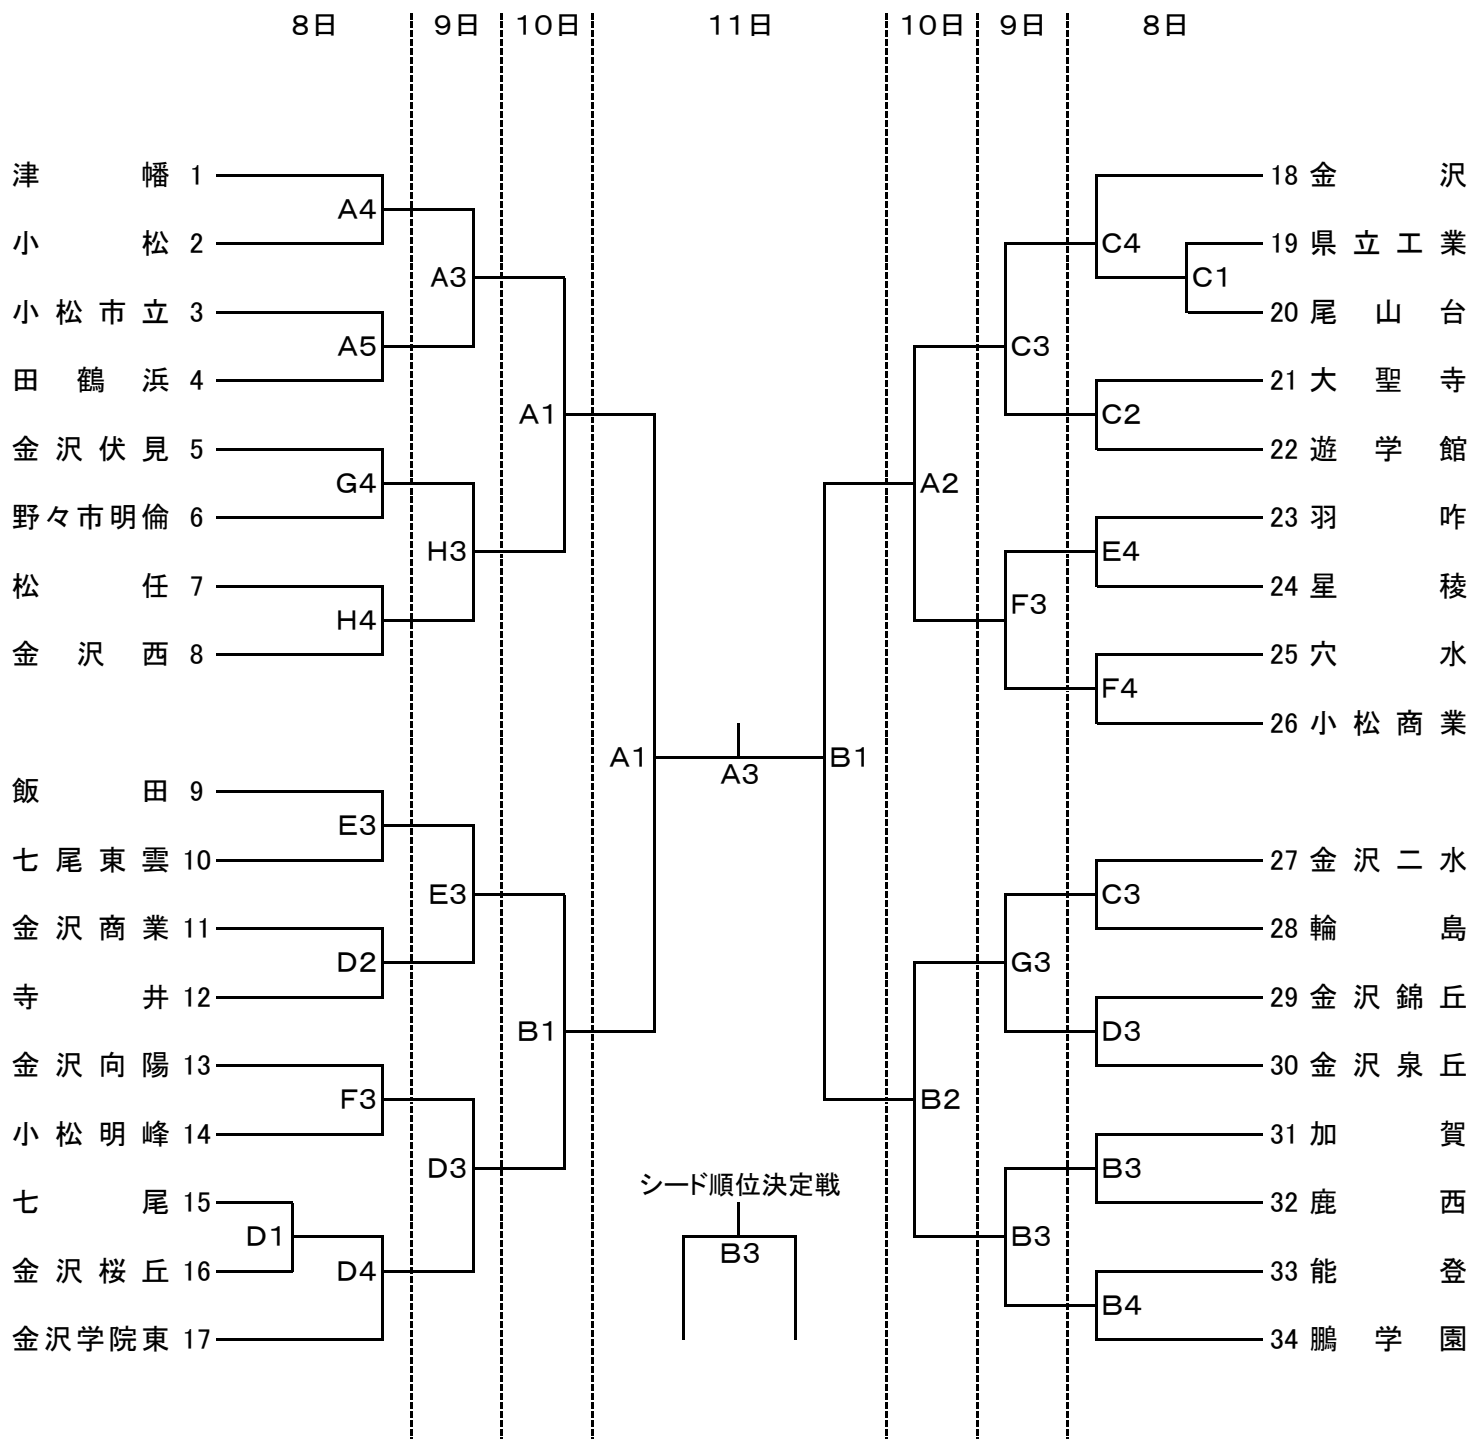 8日 9日 10日 11日 10日 9日 8日
津幡 1
A4
小松 2
A3
小松市立 3
A5
田鶴浜 4
A1
金沢伏見 5
G4
野々市明倫 6
H3
松任 7
H4
金沢西 8
A1
飯田 9
E3
七尾東雲 10
E3
金沢商業 11
D2
寺井 12
B1
金沢向陽 13
F3
小松明峰 14
D3
七尾 15
D1
金沢桜丘 16
D4
金沢学院東 17
A3
シード順位決定戦
B3
18 金沢
C4
19 県立工業
C1
20 尾山台
C3
21 大聖寺
C2
22 遊学館
A2
23 羽咋
E4
24 星稜
F3
25 穴水
F4
26 小松商業
B1
27 金沢二水
C3
28 輪島
G3
29 金沢錦丘
D3
30 金沢泉丘
B2
31 加賀
B3
32 鹿西
B3
33 能登
B4
34 鵬学園